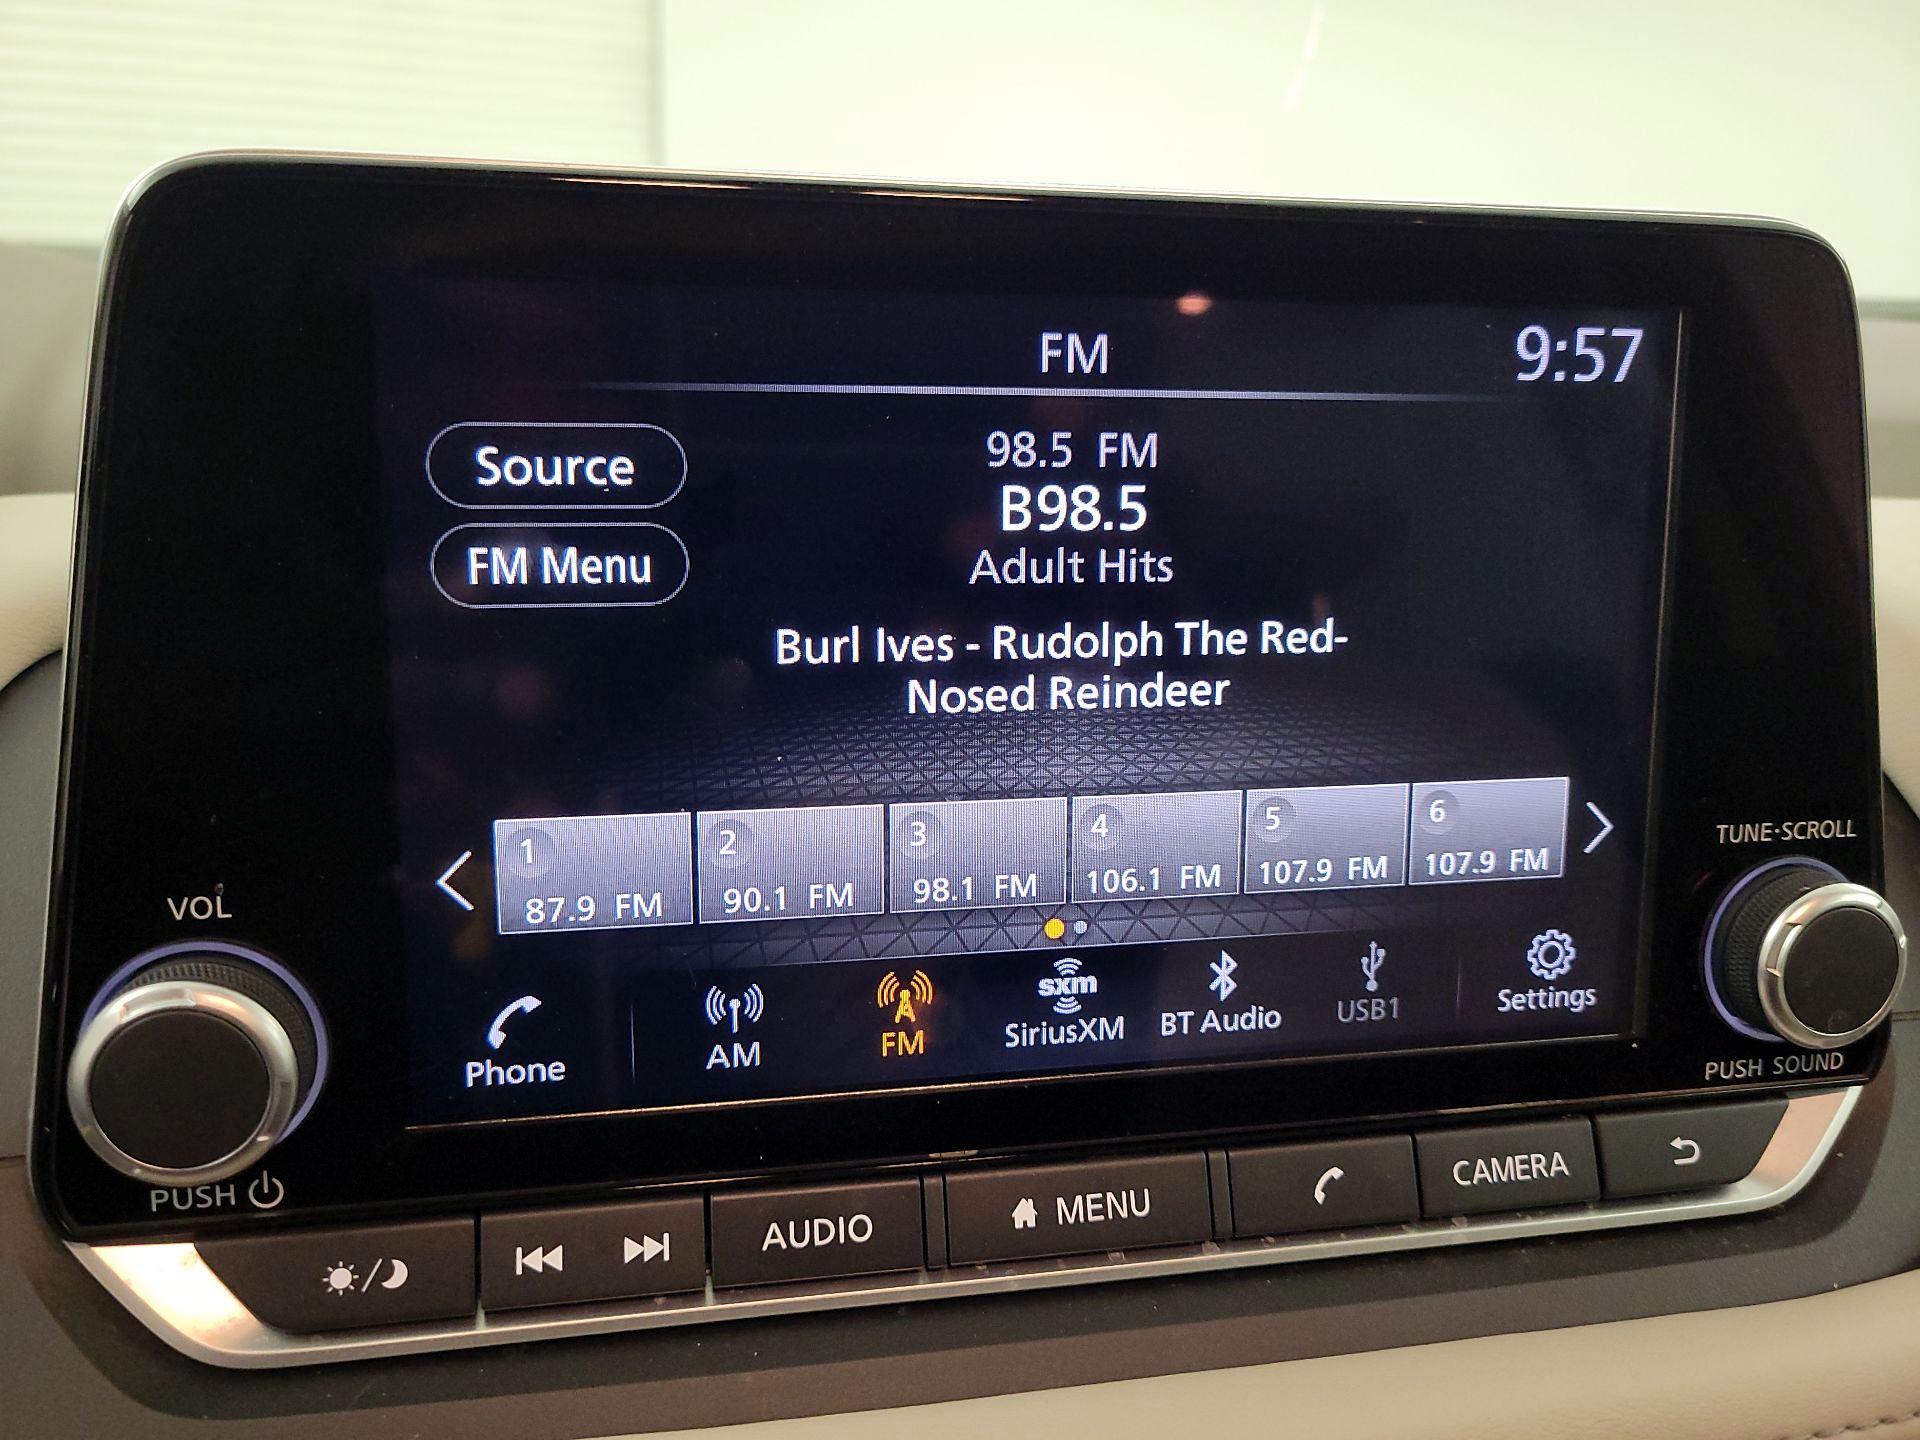 FM
9:57
Source
98.5 FM
B98.5
FM Menu
Adult Hits
Burl Ives - Rudolph The Red-
Nosed Reindeer
1
87.9 FM
2
90.1 FM
3
98.1 FM
4
106.1 FM
5
107.9 FM
6
107.9 FM
Phone
AM
FM
sxm
SiriusXM
BT Audio
USB1
Settings
VOL
PUSH
TUNE·SCROLL
PUSH SOUND
AUDIO
MENU
CAMERA